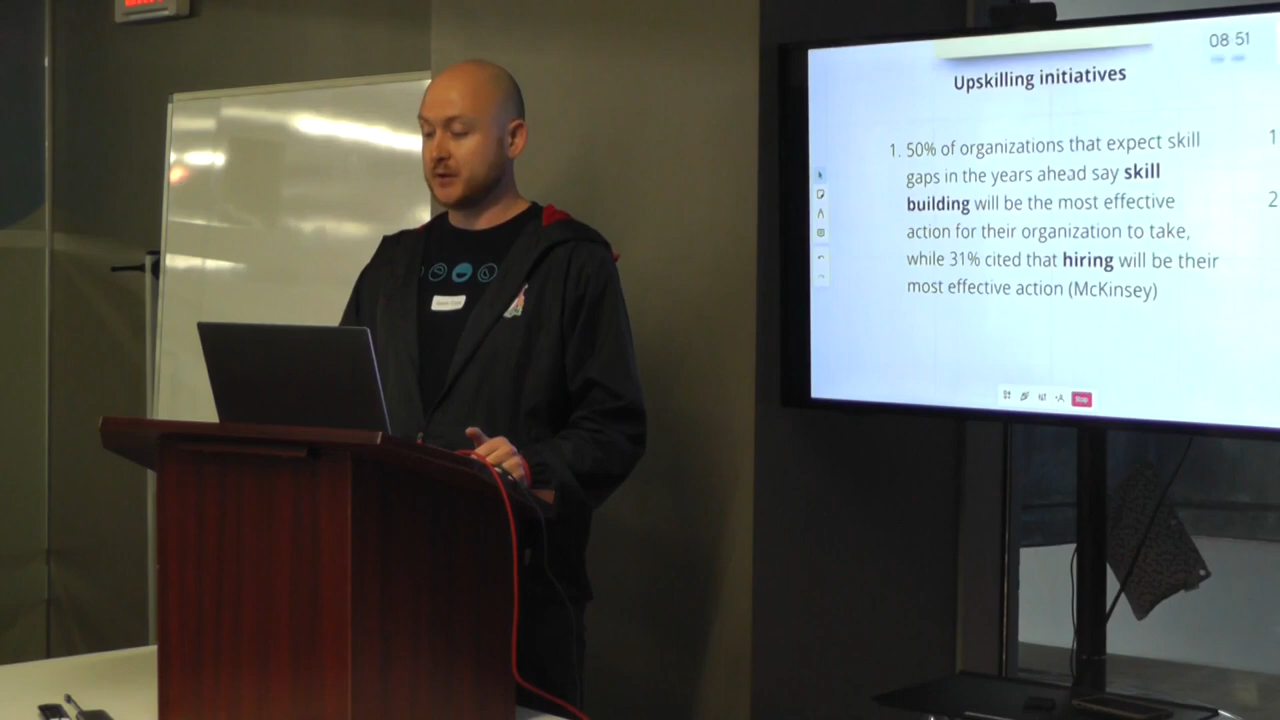 08:51
Upskilling initiatives
1. 50% of organizations that expect skill
gaps in the years ahead say skill
building will be the most effective
action for their organization to take,
while 31% cited that hiring will be their
most effective action (McKinsey)
1
2
Stop